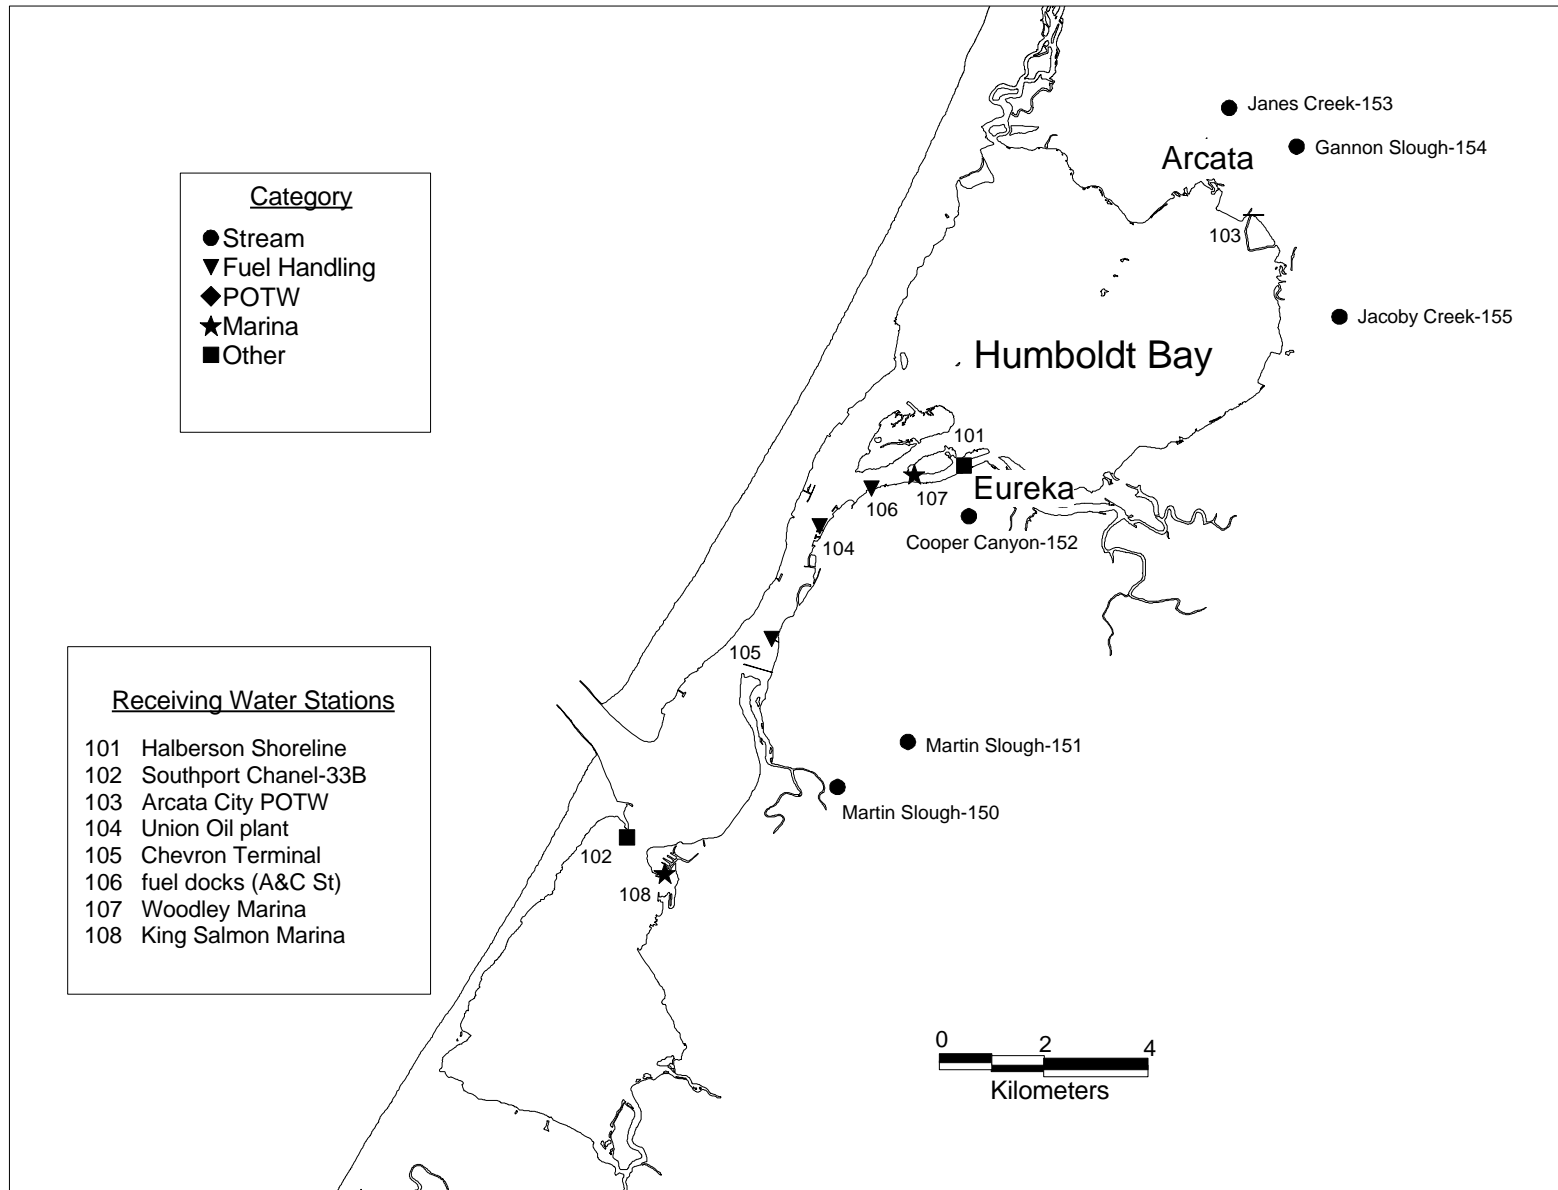 Janes Creek-153
Gannon Slough-154
Arcata
103
Jacoby Creek-155
Humboldt Bay
Category
Stream
Fuel Handling
POTW
Marina
Other
101
Eureka
107
106
104
Cooper Canyon-152
105
Martin Slough-151
Martin Slough-150
102
108
Receiving Water Stations
101 Halberson Shoreline
102 Southport Chanel-33B
103 Arcata City POTW
104 Union Oil plant
105 Chevron Terminal
106 fuel docks (A&C St)
107 Woodley Marina
108 King Salmon Marina
0 2 4
Kilometers